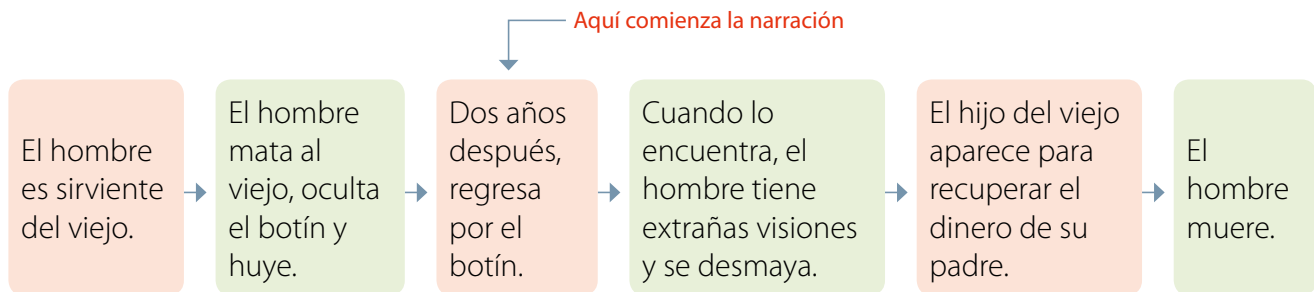 Aquí comienza la narración
El hombre
es sirviente
del viejo.
El hombre
mata al
viejo, oculta
el botín y
huye.
Dos años
después,
regresa
por el
botín.
Cuando lo
encuentra, el
hombre tiene
extrañas visiones
y se desmaya.
El hijo del viejo
aparece para
recuperar el
dinero de su
padre.
El
hombre
muere.